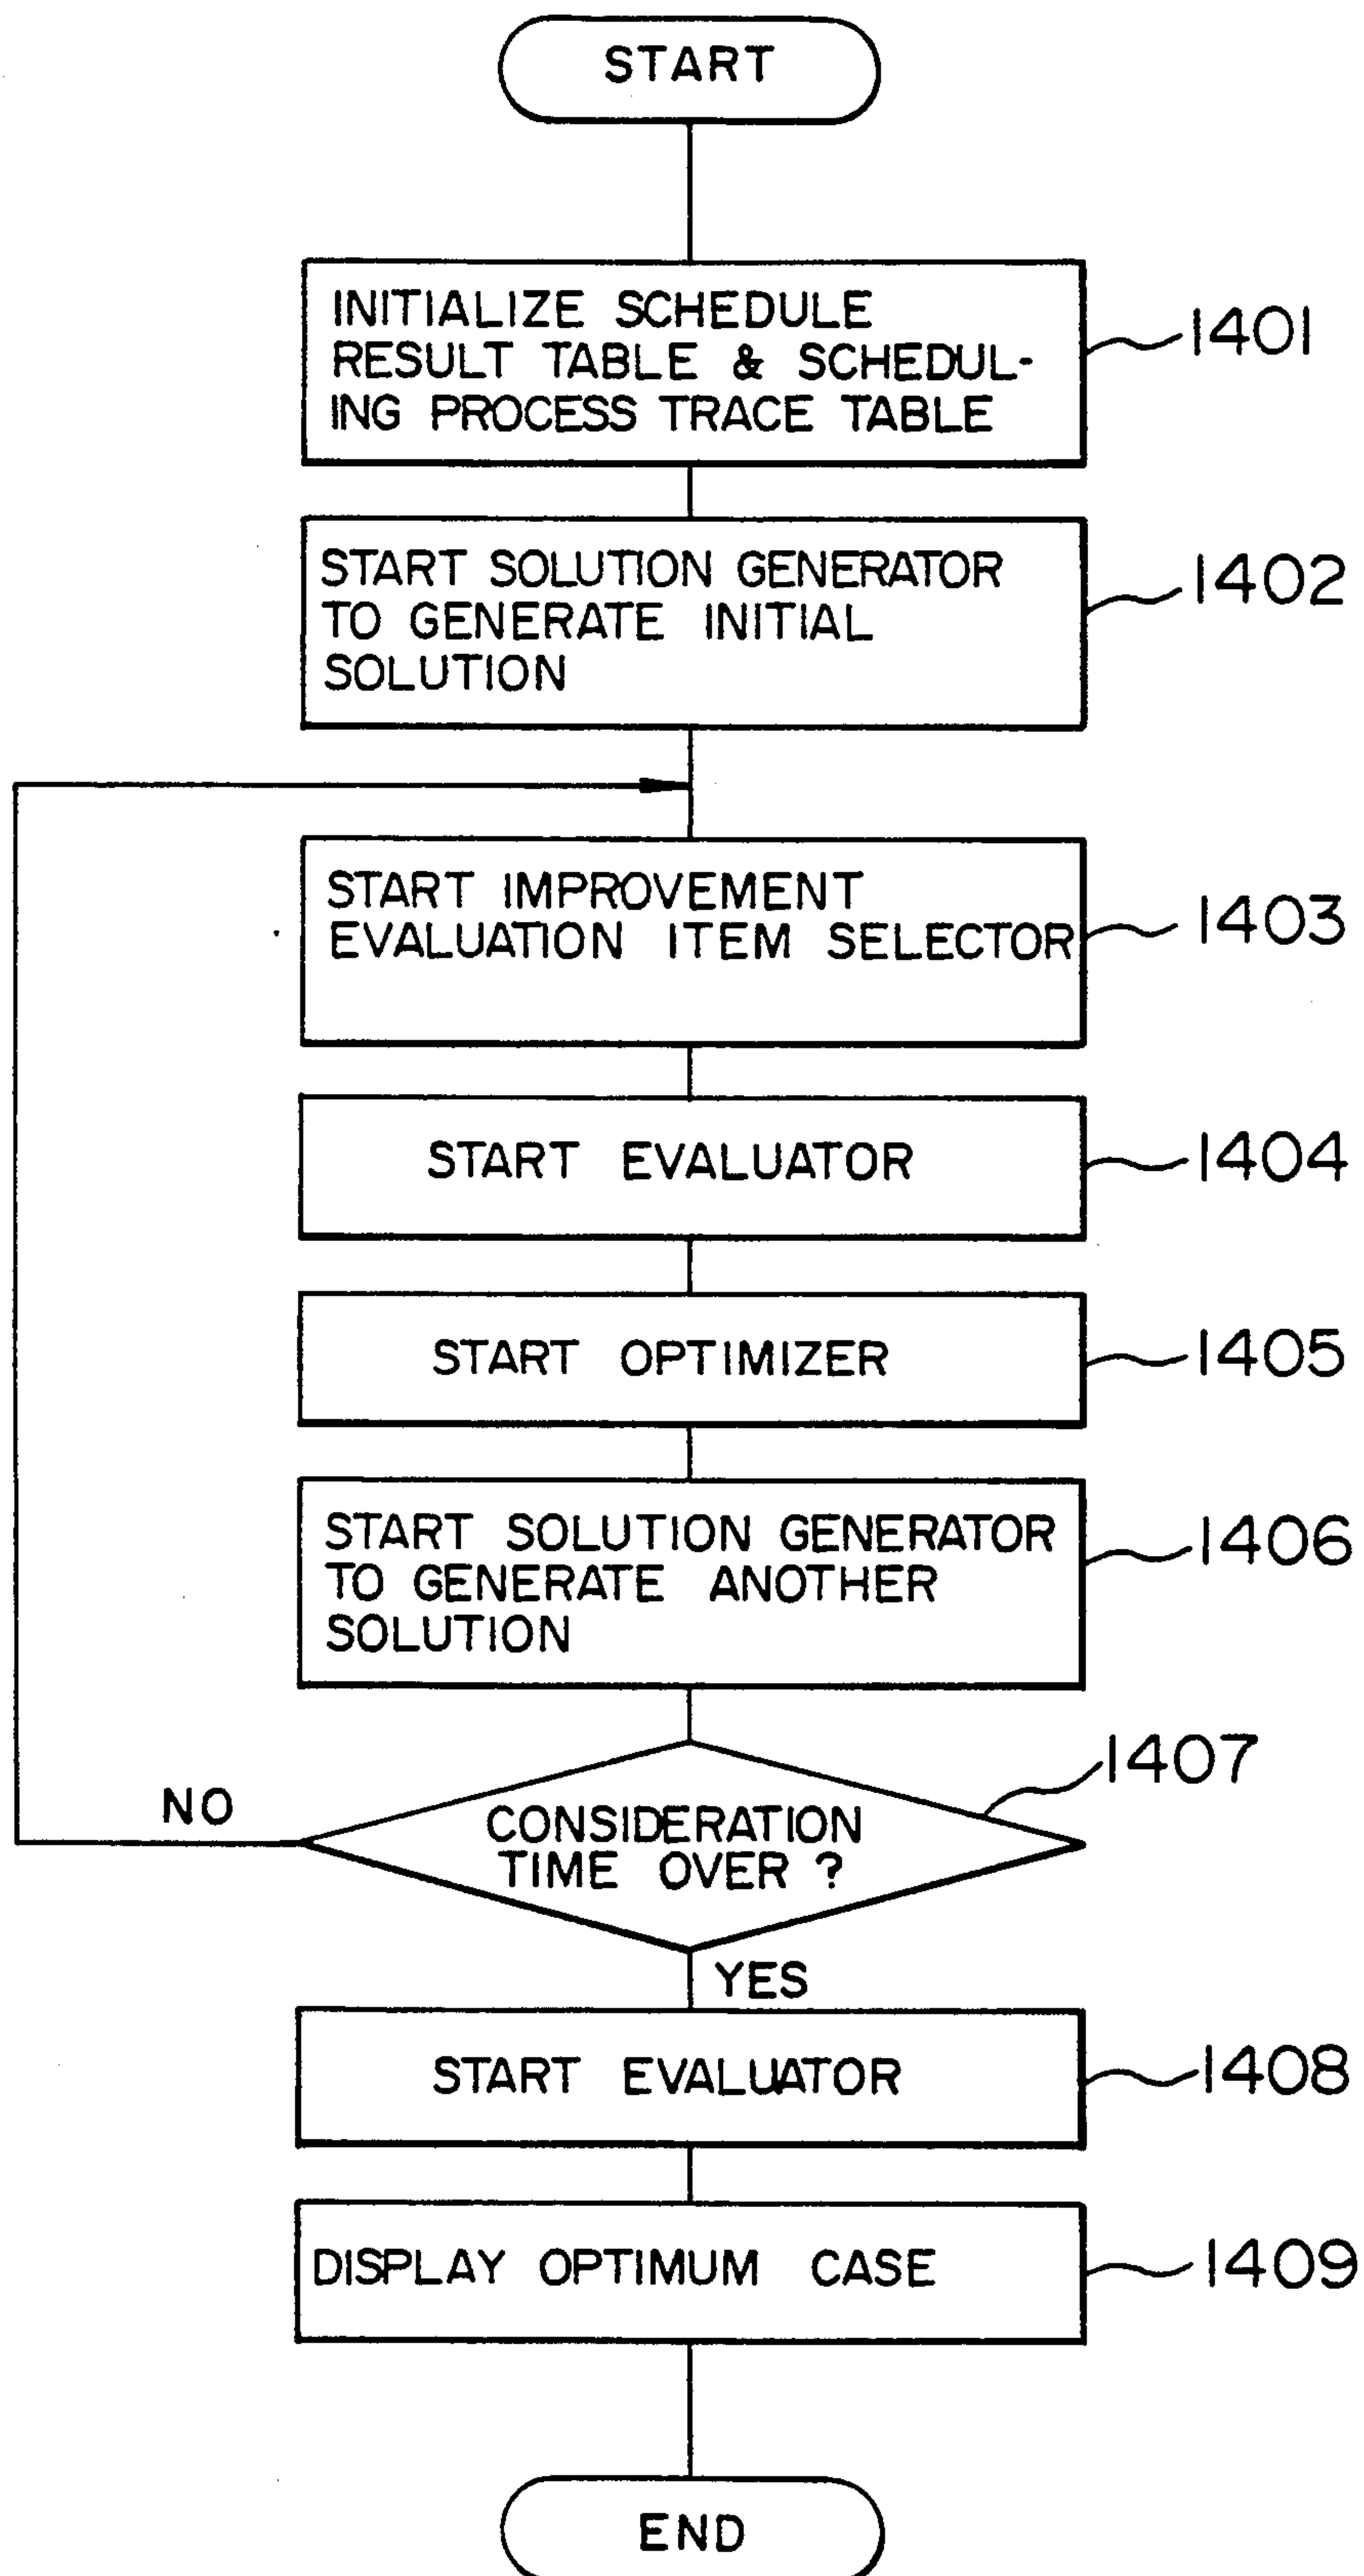 START
INITIALIZE SCHEDULE
RESULT TABLE & SCHEDUL-
ING PROCESS TRACE TABLE
1401
START SOLUTION GENERATOR
TO GENERATE INITIAL
SOLUTION
1402
START IMPROVEMENT
EVALUATION ITEM SELECTOR
1403
START EVALUATOR
1404
START OPTIMIZER
1405
START SOLUTION GENERATOR
TO GENERATE ANOTHER
SOLUTION
1406
1407
NO
CONSIDERATION
TIME OVER ?
YES
START EVALUATOR
1408
DISPLAY OPTIMUM CASE
1409
END